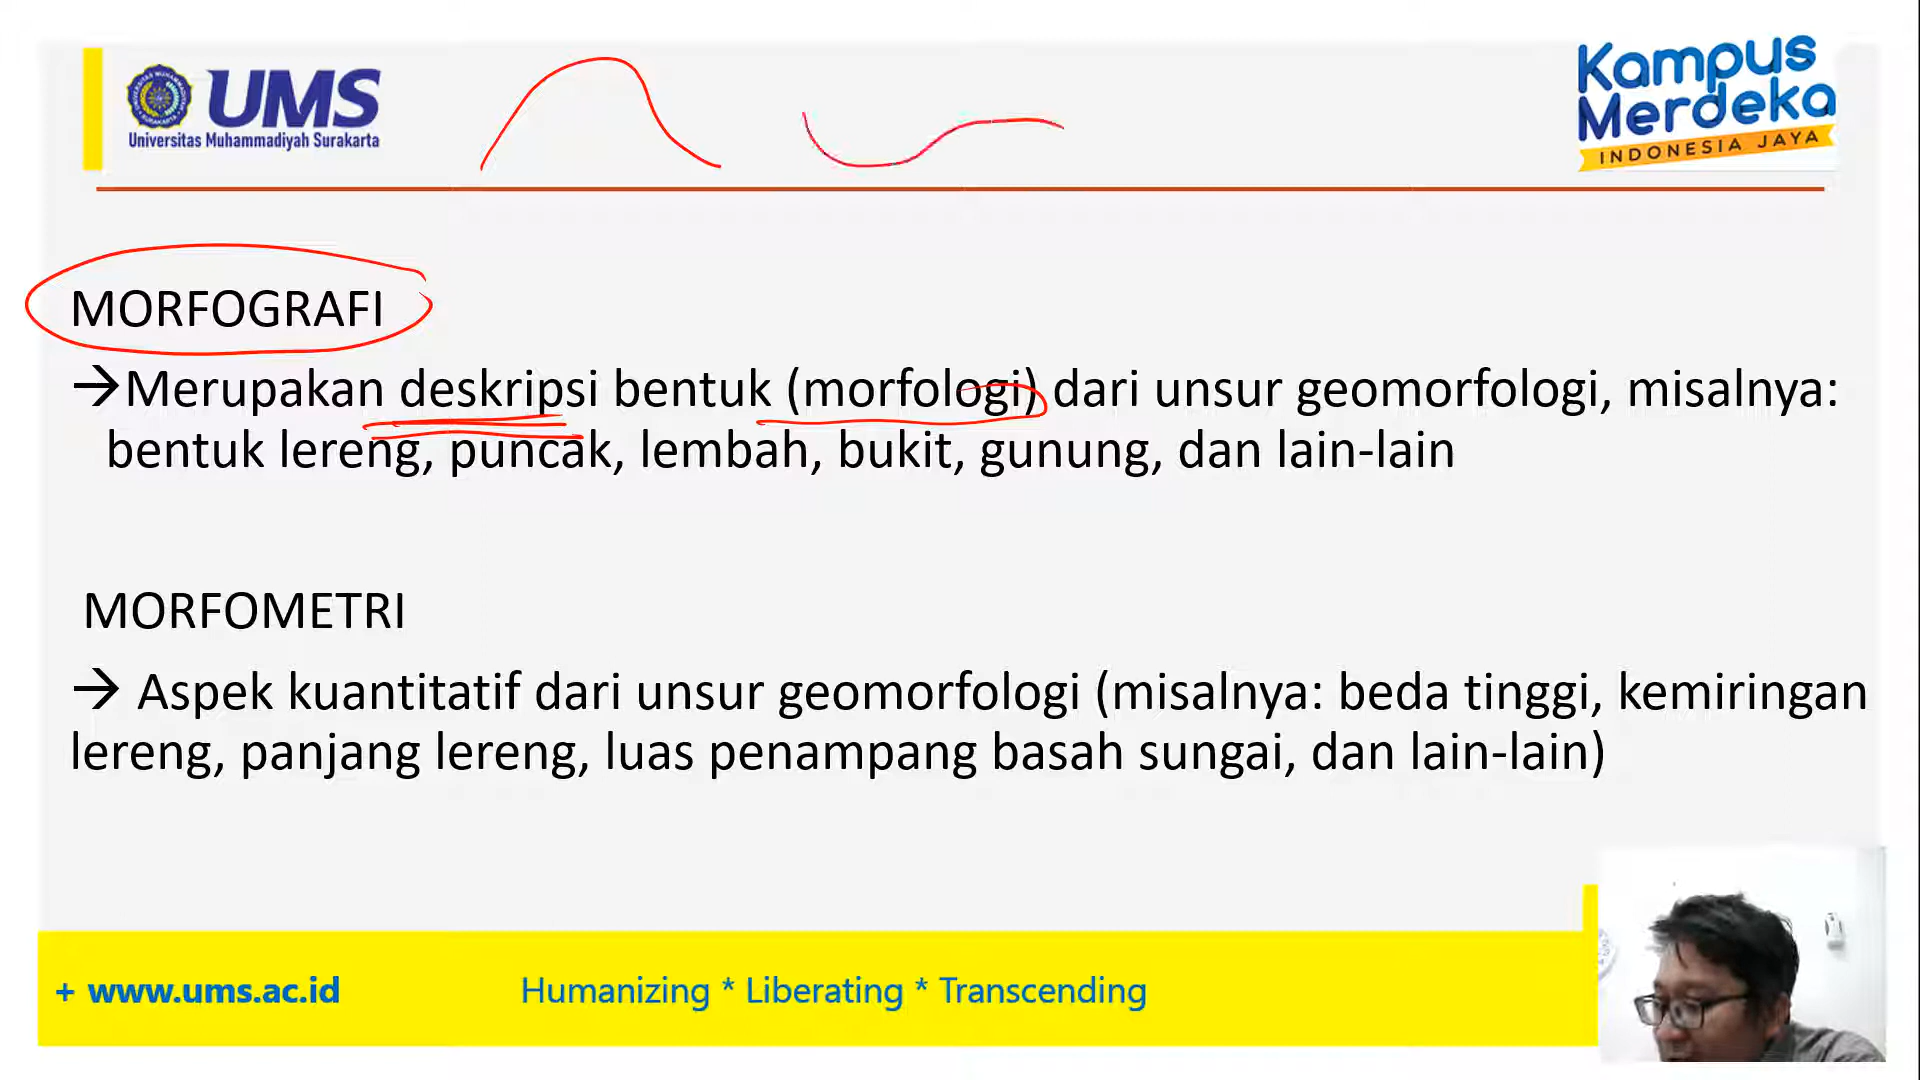 UMS
Universitas Muhammadiyah Surakarta
Kampus
Merdeka
INDONESIA JAYA
MORFOGRAFI
→Merupakan deskripsi bentuk (morfologi) dari unsur geomorfologi, misalnya:
bentuk lereng, puncak, lembah, bukit, gunung, dan lain-lain
MORFOMETRI
→ Aspek kuantitatif dari unsur geomorfologi (misalnya: beda tinggi, kemiringan
lereng, panjang lereng, luas penampang basah sungai, dan lain-lain)
+ www.ums.ac.id
Humanizing * Liberating * Transcending